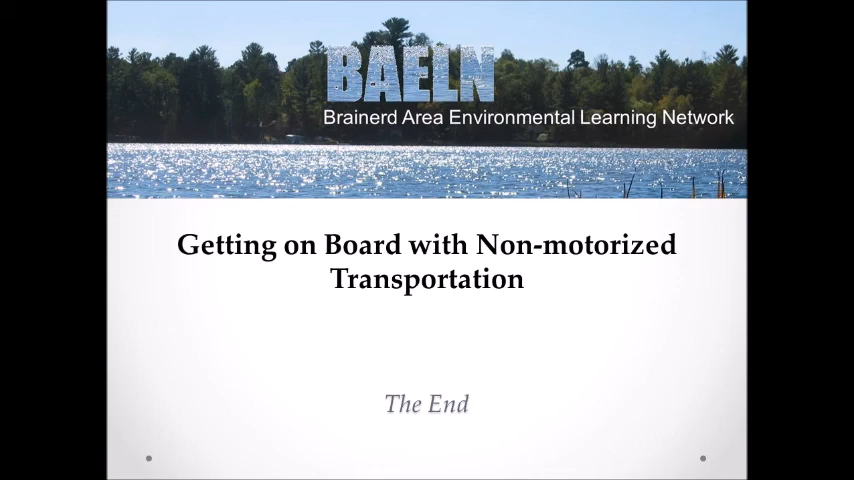 BAELN
Brainerd Area Environmental Learning Network
Getting on Board with Non-motorized
Transportation
The End